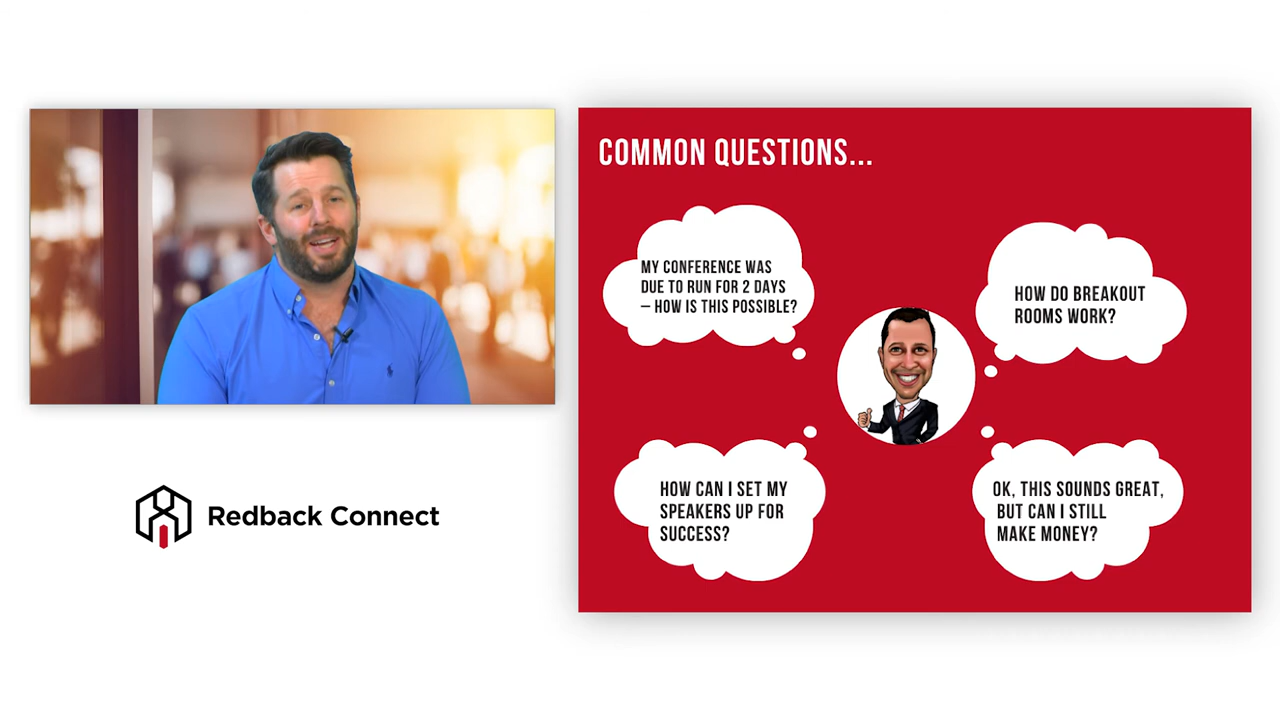 COMMON QUESTIONS...
MY CONFERENCE WAS
DUE TO RUN FOR 2 DAYS
– HOW IS THIS POSSIBLE?
HOW DO BREAKOUT
ROOMS WORK?
HOW CAN I SET MY
SPEAKERS UP FOR
SUCCESS?
OK, THIS SOUNDS GREAT,
BUT CAN I STILL
MAKE MONEY?
Redback Connect